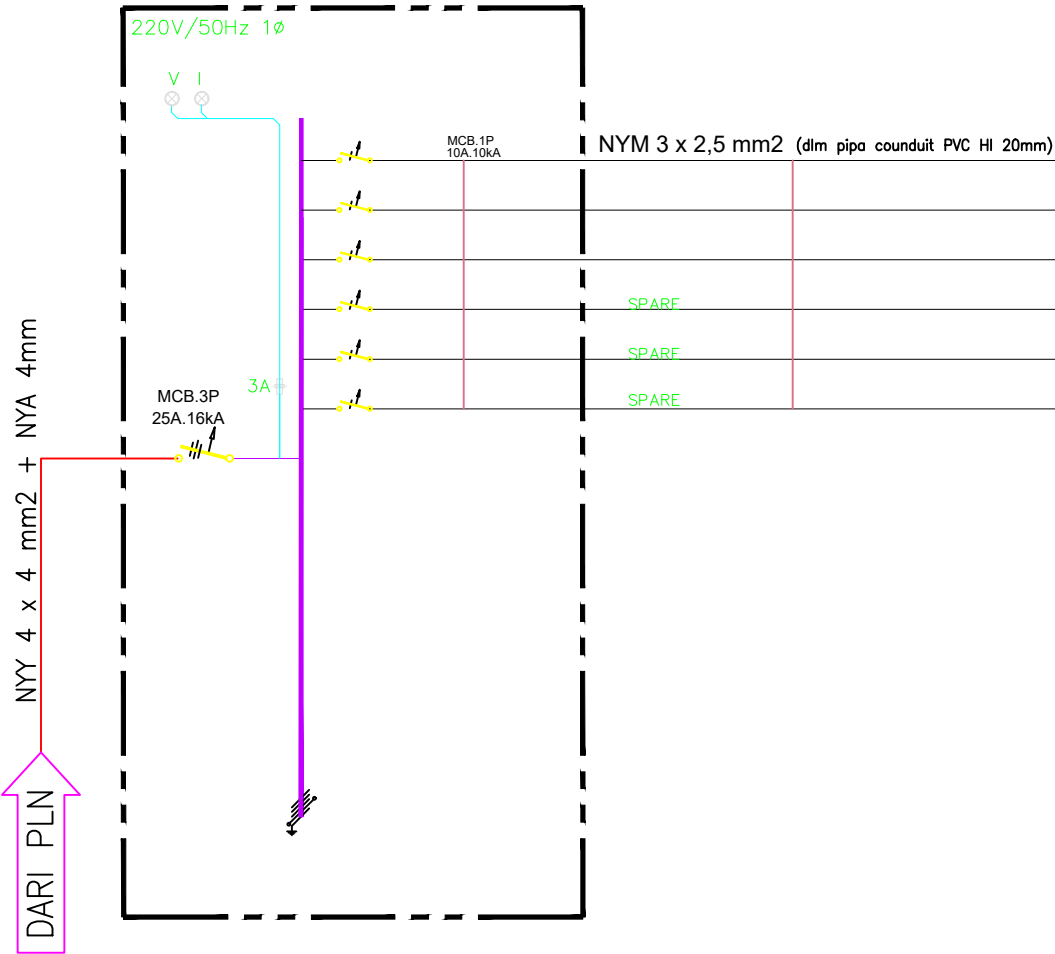 220V/50Hz 1ø
V I
MCB.1P
10A.10kA
NYM 3 x 2,5 mm2 (dlm pipa counduit PVC HI 20mm)
SPARE
SPARE
SPARE
3A
MCB.3P
25A.16kA
NYY 4 x 4 mm2 + NYA 4mm
DARI PLN